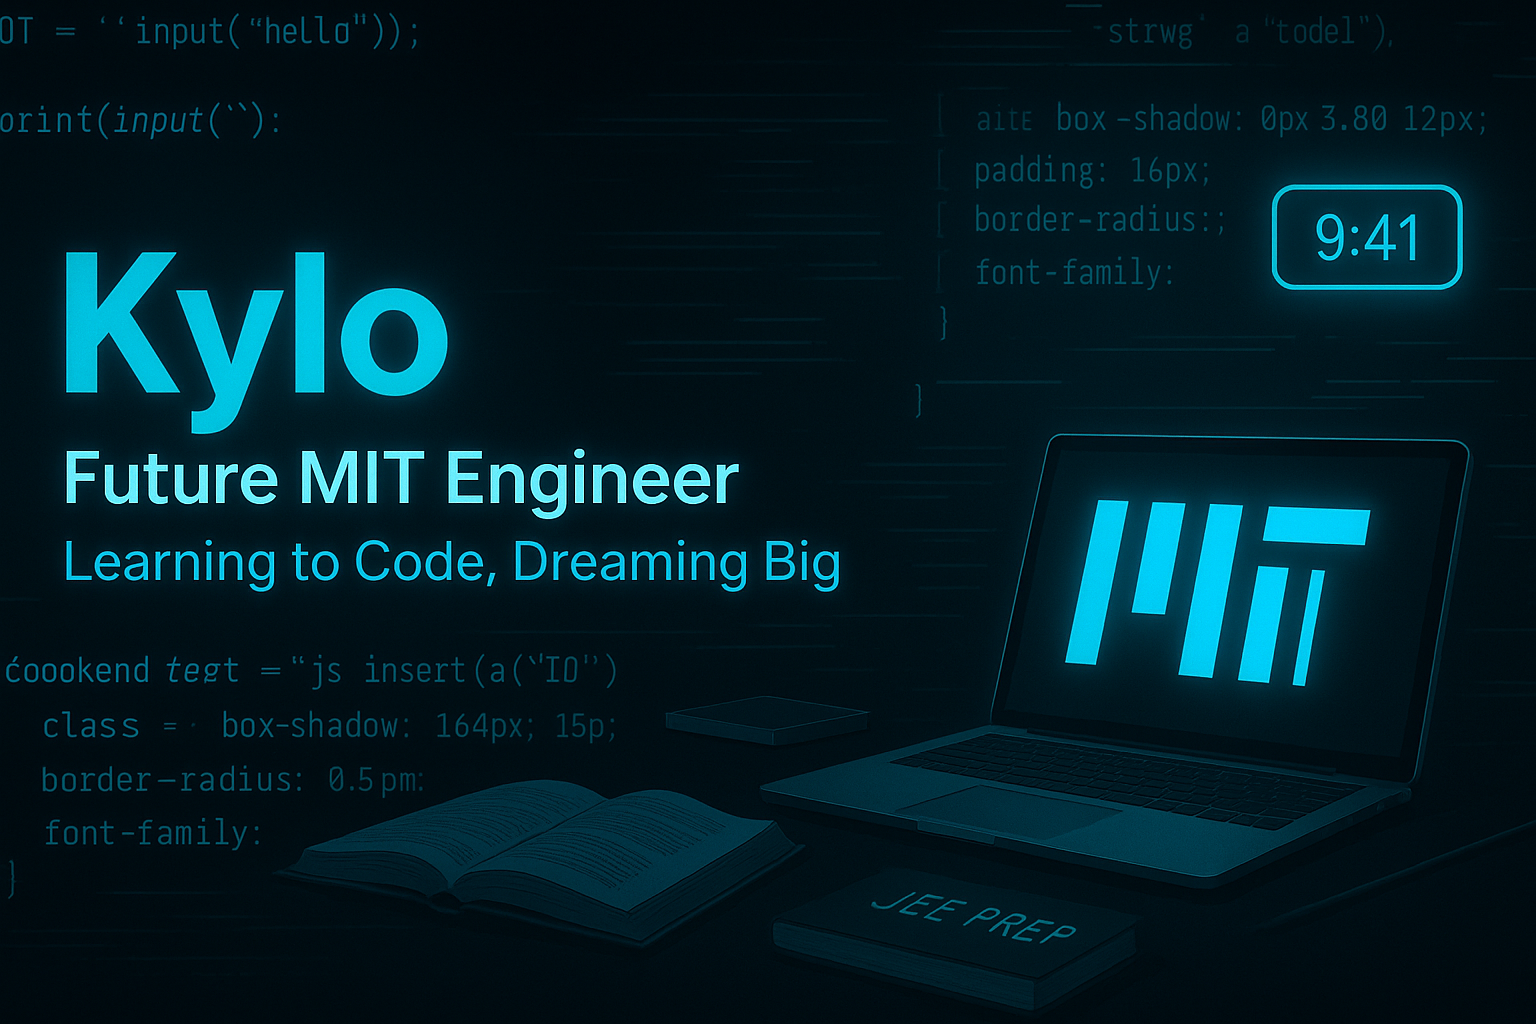 OT = ‘‘input(“hello"));
orint(input(``):
-strwg' a “todel"),
aitE box-shadow: 0px 3.80 12px;
padding: 16px;
border-radius:;
font-family:
}
}
9:41
Kylo
Future MIT Engineer
Learning to Code, Dreaming Big
MIT
ćoookend tegt =“js insert(a(“IO")
class =· box-shadow: 164px; 15p;
border-radius: 0.5pm:
font-family:
}
JEE PREP